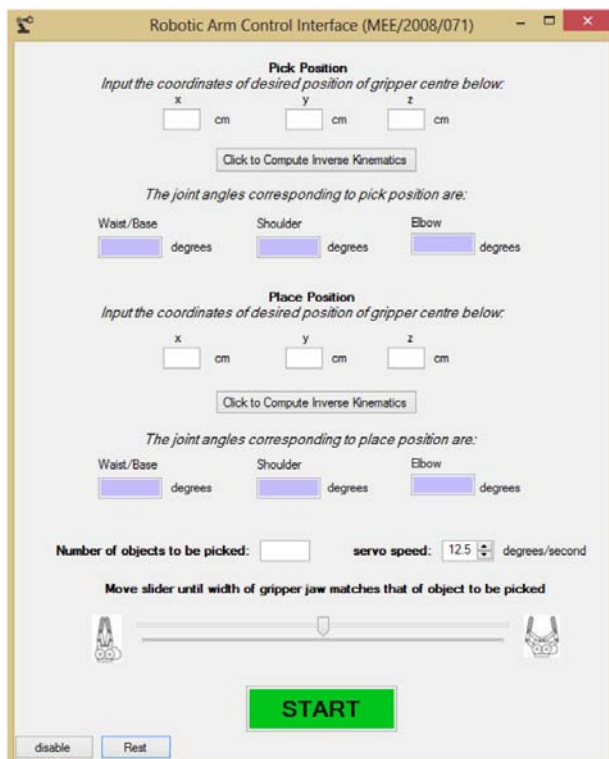 Robotic Arm Control Interface (MEE/2008/071)
Pick Position
Input the coordinates of desired position of gripper centre below:
x y z
cm cm cm
Click to Compute Inverse Kinematics
The joint angles corresponding to pick position are:
Waist/Base Shoulder Elbow
degrees degrees degrees
Place Position
Input the coordinates of desired position of gripper centre below:
x y z
cm cm cm
Click to Compute Inverse Kinematics
The joint angles corresponding to place position are:
Waist/Base Shoulder Elbow
degrees degrees degrees
Number of objects to be picked: servo speed: 12.5 degrees/second
Move slider until width of gripper jaw matches that of object to be picked
START
disable Rest